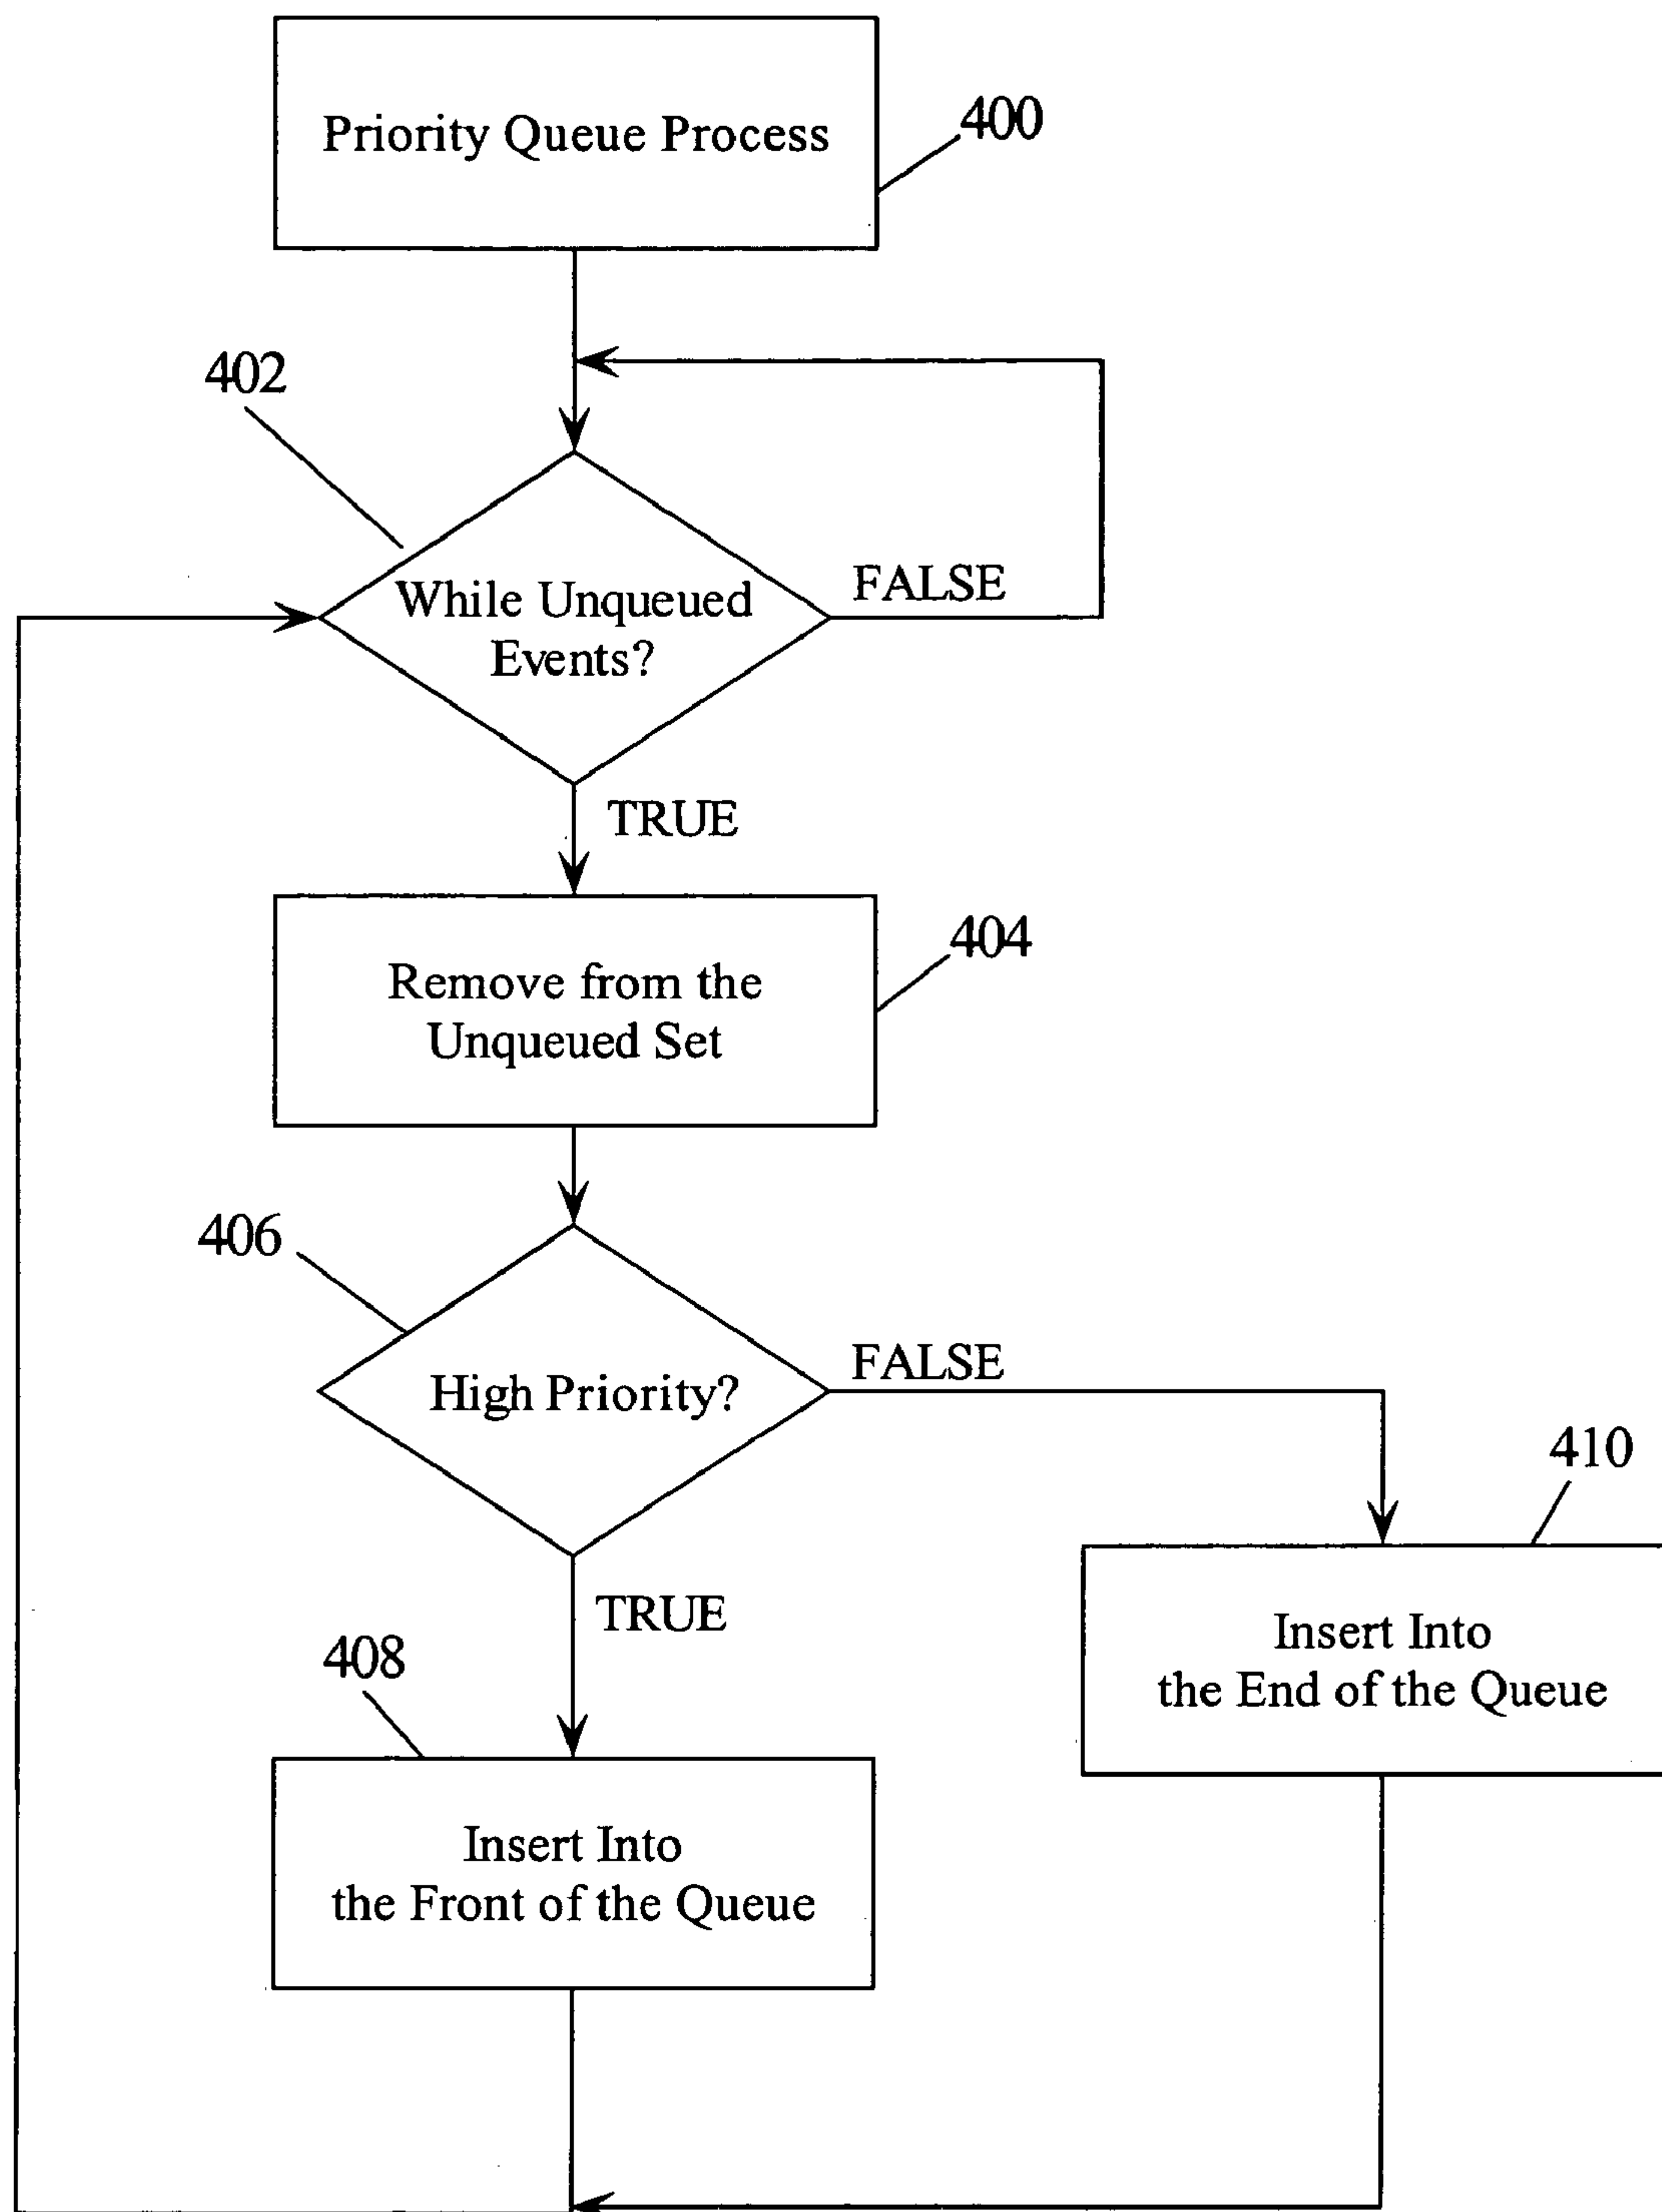 Priority Queue Process
400
402
While Unqueued
Events?
FALSE
TRUE
404
Remove from the
Unqueued Set
406
High Priority?
FALSE
TRUE
410
Insert Into
the End of the Queue
408
Insert Into
the Front of the Queue